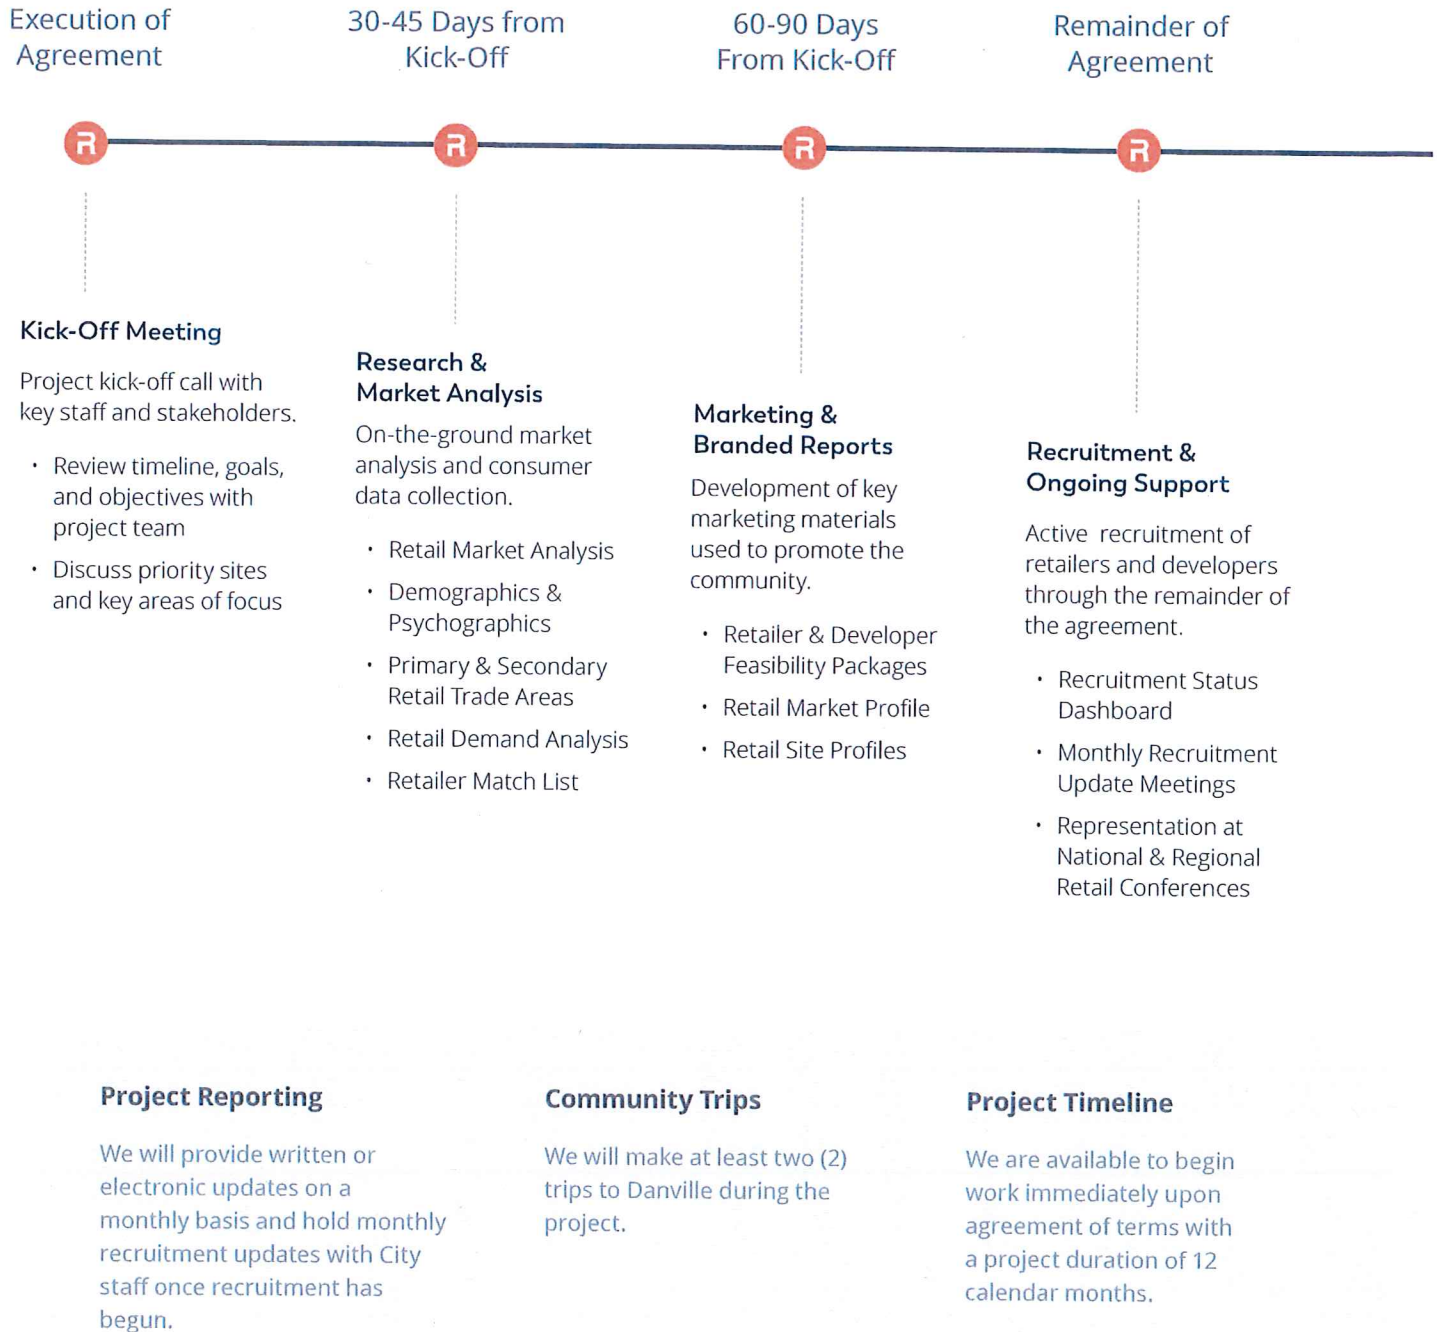 Execution of
Agreement
30-45 Days from
Kick-Off
60-90 Days
From Kick-Off
Remainder of
Agreement
R
R
R
R
Kick-Off Meeting
Project kick-off call with
key staff and stakeholders.
• Review timeline, goals,
and objectives with
project team
• Discuss priority sites
and key areas of focus
Research &
Market Analysis
On-the-ground market
analysis and consumer
data collection.
• Retail Market Analysis
• Demographics &
Psychographics
• Primary & Secondary
Retail Trade Areas
• Retail Demand Analysis
• Retailer Match List
Marketing &
Branded Reports
Development of key
marketing materials
used to promote the
community.
• Retailer & Developer
Feasibility Packages
• Retail Market Profile
• Retail Site Profiles
Recruitment &
Ongoing Support
Active recruitment of
retailers and developers
through the remainder of
the agreement.
• Recruitment Status
Dashboard
• Monthly Recruitment
Update Meetings
• Representation at
National & Regional
Retail Conferences
Project Reporting
We will provide written or
electronic updates on a
monthly basis and hold monthly
recruitment updates with City
staff once recruitment has
begun.
Community Trips
We will make at least two (2)
trips to Danville during the
project.
Project Timeline
We are available to begin
work immediately upon
agreement of terms with
a project duration of 12
calendar months.